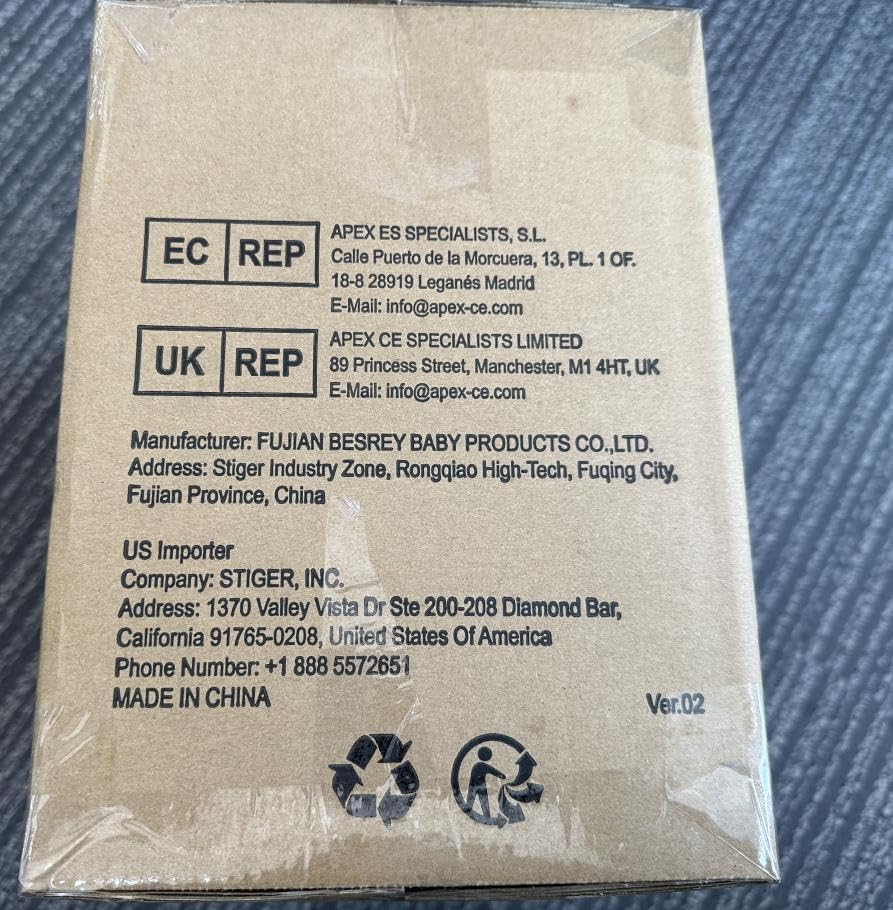 EC REP
APEX ES SPECIALISTS, S.L.
Calle Puerto de la Morcuera, 13, PL. 1 OF.
18-8 28919 Leganés Madrid
E-Mail: info@apex-ce.com
UK REP
APEX CE SPECIALISTS LIMITED
89 Princess Street, Manchester, M1 4HT, UK
E-Mail: info@apex-ce.com
Manufacturer: FUJIAN BESREY BABY PRODUCTS CO.,LTD.
Address: Stiger Industry Zone, Rongqiao High-Tech, Fuqing City,
Fujian Province, China
US Importer
Company: STIGER, INC.
Address: 1370 Valley Vista Dr Ste 200-208 Diamond Bar,
California 91765-0208, United States Of America
Phone Number: +1 888 5572651
MADE IN CHINA
Ver.02